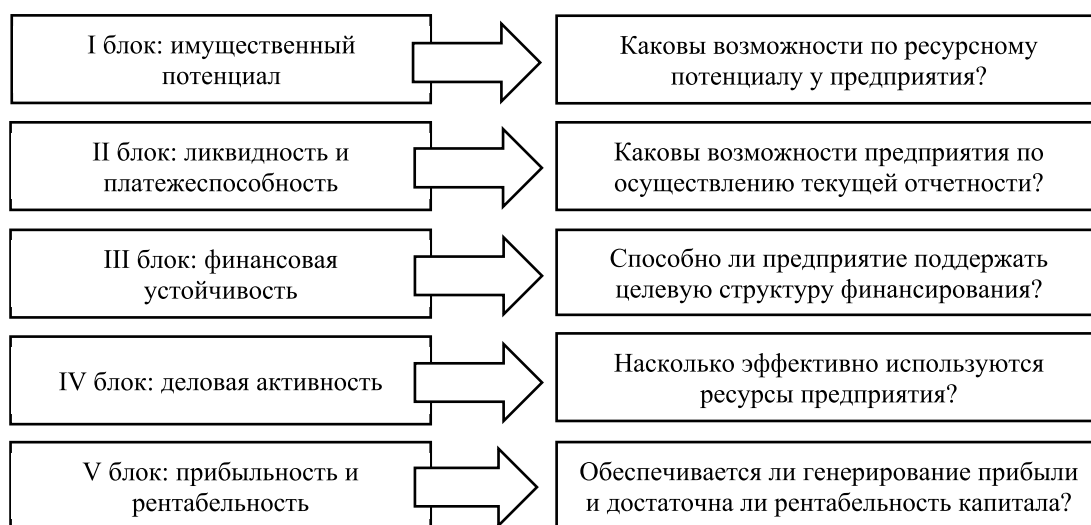 I блок: имущественный
потенциал
Каковы возможности по ресурсному
потенциалу у предприятия?
II блок: ликвидность и
платежеспособность
Каковы возможности предприятия по
осуществлению текущей отчетности?
III блок: финансовая
устойчивость
Способно ли предприятие поддержать
целевую структуру финансирования?
IV блок: деловая активность
Насколько эффективно используются
ресурсы предприятия?
V блок: прибыльность и
рентабельность
Обеспечивается ли генерирование прибыли
и достаточна ли рентабельность капитала?